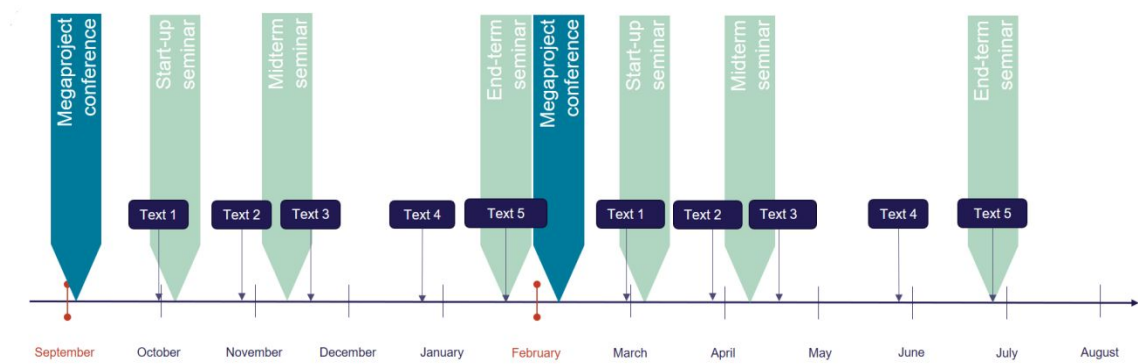 Megaproject
conference
Start-up
seminar
Midterm
seminar
End-term
seminar
Megaproject
conference
Start-up
seminar
Midterm
seminar
End-term
seminar
Text 1
Text 2
Text 3
Text 4
Text 5
Text 1
Text 2
Text 3
Text 4
Text 5
September
October
November
December
January
February
March
April
May
June
July
August